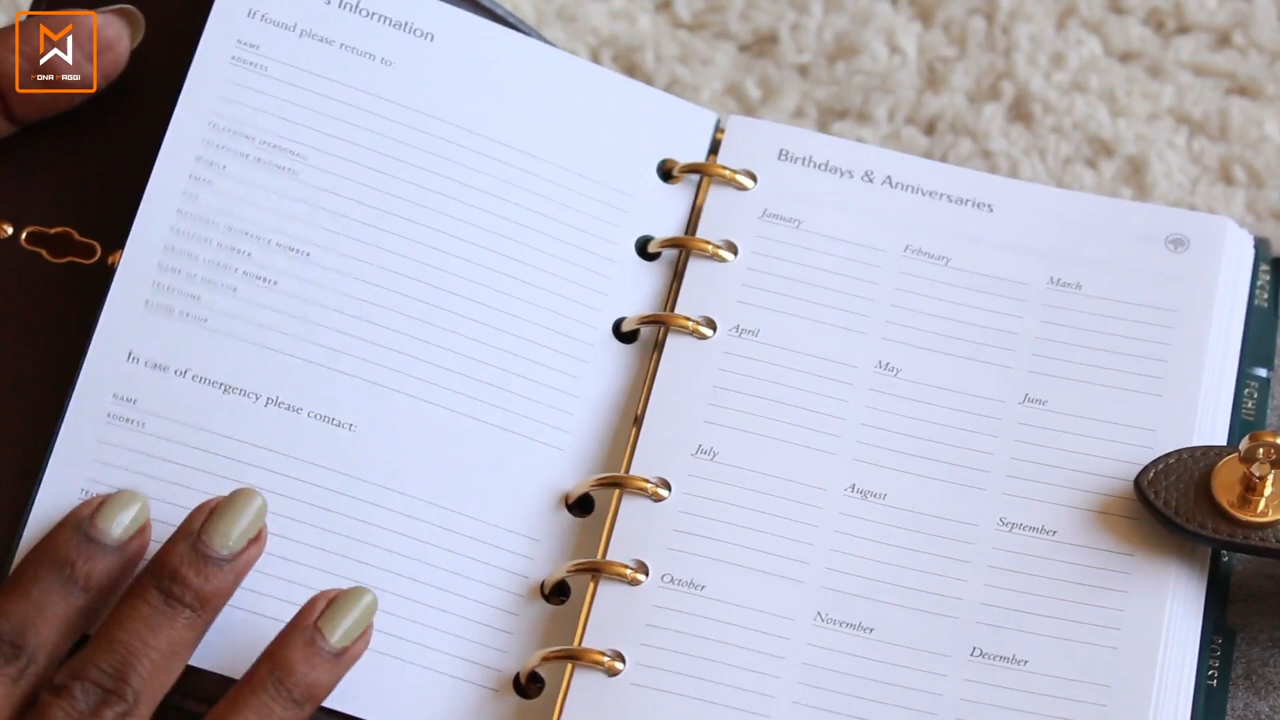 MONA MAGGI
s Information
If found please return to:
NAME
ADDRESS
TELEPHONE (PERSONAL)
TELEPHONE (BUSINESS)
MOBILE
EMAIL
NATIONAL INSURANCE NUMBER
PASSPORT NUMBER
DRIVING LICENCE NUMBER
NAME OF DOCTOR
TELEPHONE
BLOOD GROUP
In case of emergency please contact:
NAME
ADDRESS
Birthdays & Anniversaries
January
February
March
April
May
June
July
August
September
October
November
December